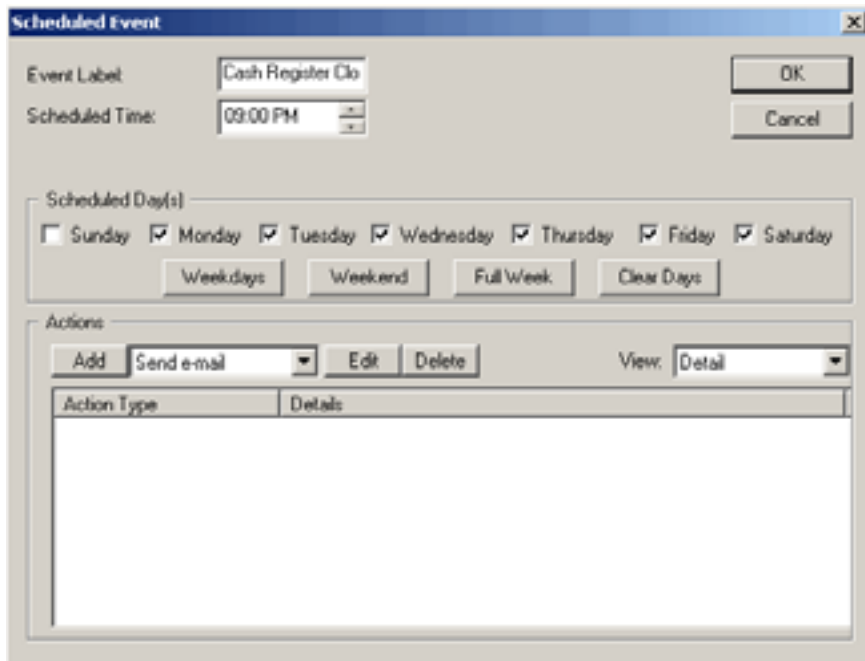 Scheduled Event
Event Label: Cash Register Clo OK
Scheduled Time: 09:00 PM Cancel
Scheduled Day(s)
Sunday Monday Tuesday Wednesday Thursday Friday Saturday
Weekdays Weekend Full Week Clear Days
Actions
Add Send e-mail Edit Delete View: Detail
Action Type Details